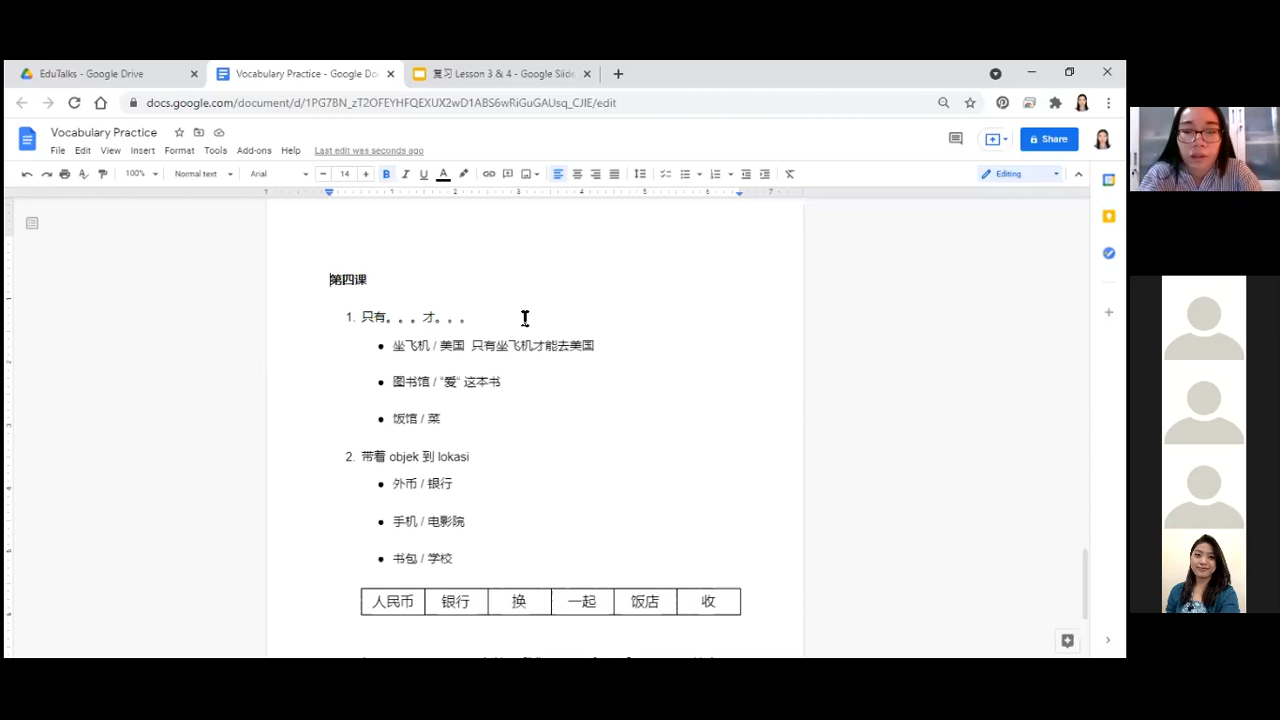 EduTalks - Google Drive
Vocabulary Practice - Google Do
复习 Lesson 3 & 4 - Google Slide
docs.google.com/document/d/1PG7BN_zT2OFEYHFQEXUX2wD1ABS6wRiGuGAUsq_CJIE/edit
Vocabulary Practice
File Edit View Insert Format Tools Add-ons Help Last edit was seconds ago
Share
100% Normal text Arial 14 B I U A Editing
第四课
1. 只有。。。才。。。
● 坐飞机 / 美国 只有坐飞机才能去美国
● 图书馆 / “爱” 这本书
● 饭馆 / 菜
2. 带着 objek 到 lokasi
● 外币 / 银行
● 手机 / 电影院
● 书包 / 学校
人民币 银行 换 一起 饭店 收